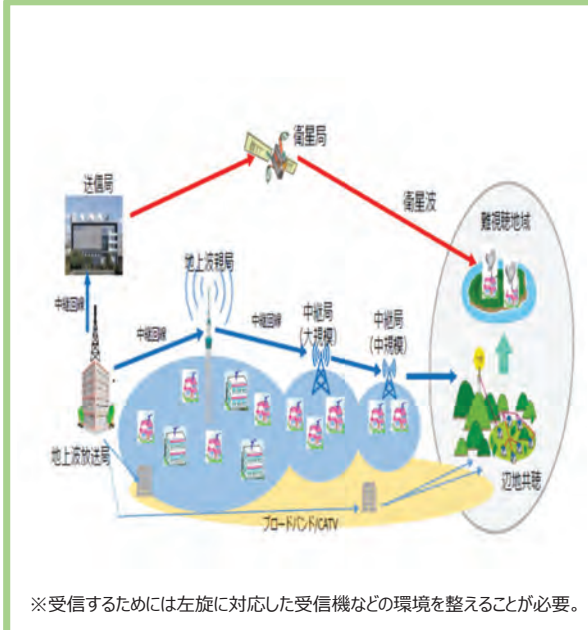 衛星局
送信局
衛星波
難視聴地域
地上波親局
中継回線
中継回線
中継回線
中継局
(大規模)
中継局
(中規模)
地上波放送局
辺地共聴
ブロードバンド/CATV
※受信するためには左旋に対応した受信機などの環境を整えることが必要。